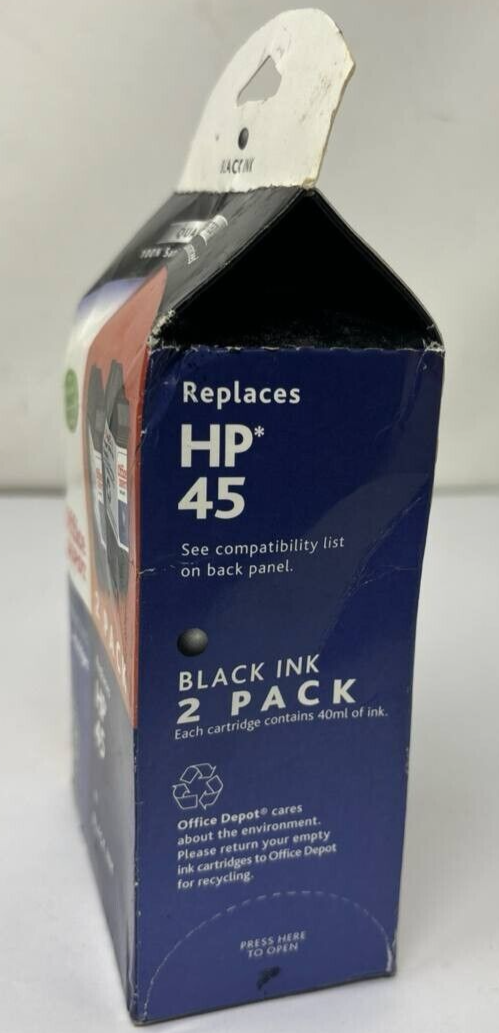 BLACK INK
Replaces
HP*
45
See compatibility list
on back panel.
BLACK INK
2 PACK
Each cartridge contains 40ml of ink.
Office Depot® cares
about the environment.
Please return your empty
ink cartridges to Office Depot
for recycling.
PRESS HERE
TO OPEN